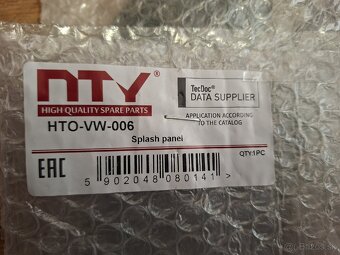 NTY®
HIGH QUALITY SPARE PARTS
TecDoc®
DATA SUPPLIER
APPLICATION ACCORDING
TO THE CATALOG
HTO-VW-006
Splash panel
EAC
QTY:1PC
5 902048 080141 >